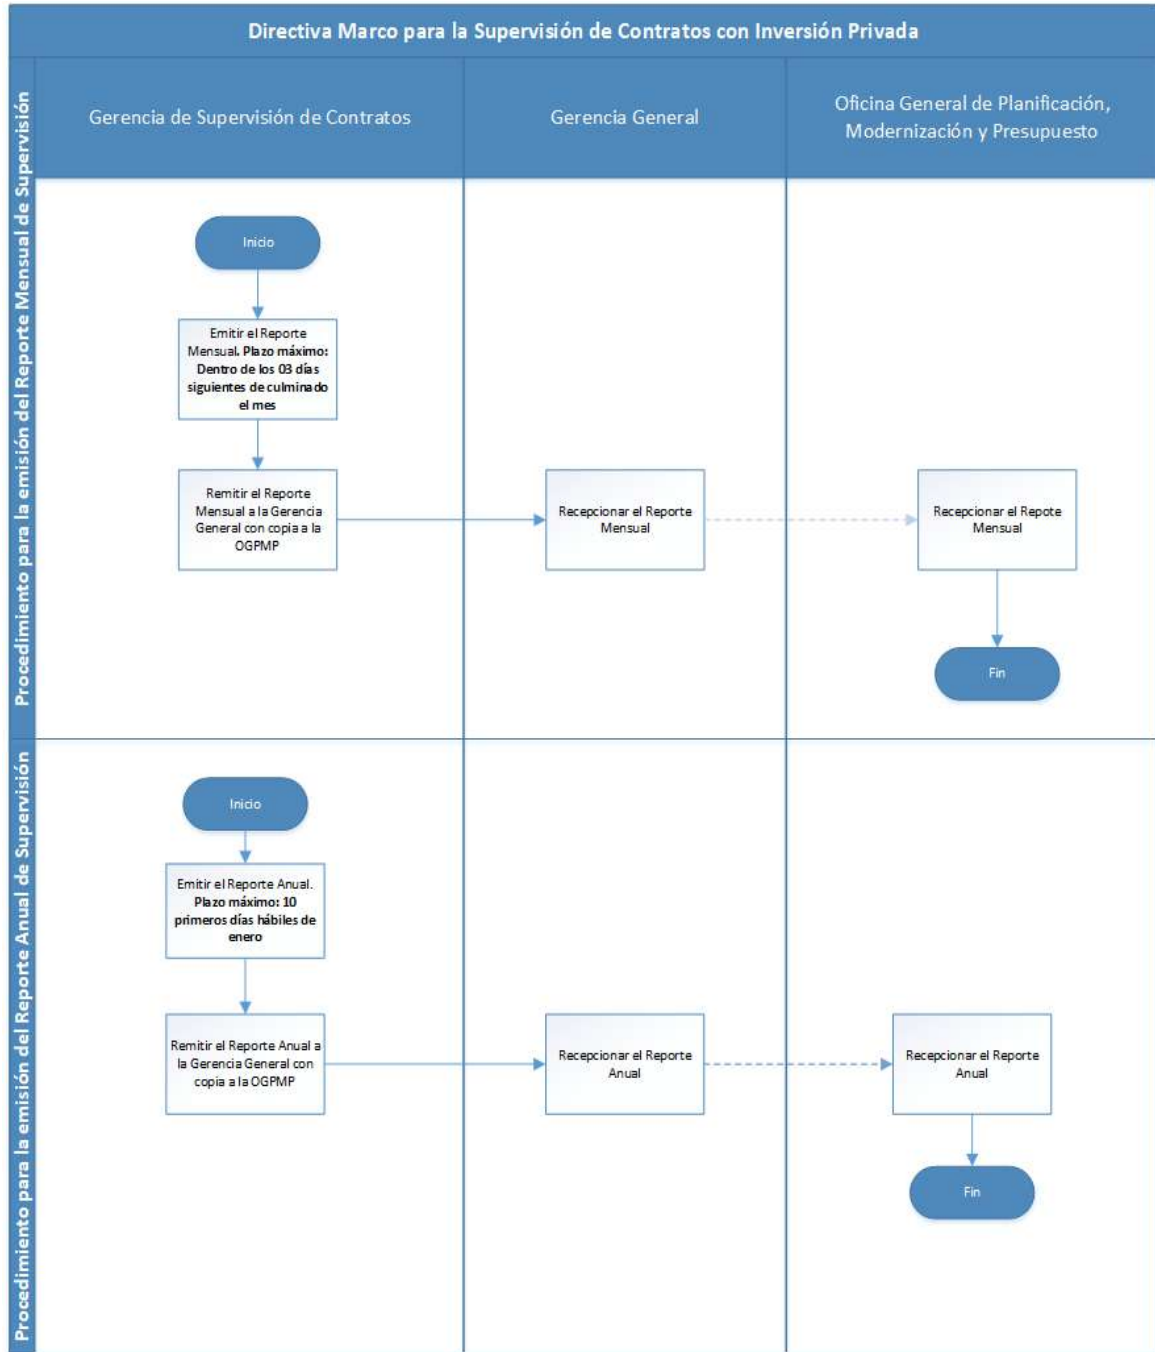 Directiva Marco para la Supervisión de Contratos con Inversión Privada
Gerencia de Supervisión de Contratos
Gerencia General
Oficina General de Planificación,
Modernización y Presupuesto
Procedimiento para la emisión del Reporte Mensual de Supervisión
Inicio
Emitir el Reporte
Mensual. Plazo máximo:
Dentro de los 03 días
siguientes de culminado
el mes
Remitir el Reporte
Mensual a la Gerencia
General con copia a la
OGPMP
Recepcionar el Reporte
Mensual
Recepcionar el Repote
Mensual
Fin
Procedimiento para la emisión del Reporte Anual de Supervisión
Inicio
Emitir el Reporte Anual.
Plazo máximo: 10
primeros días hábiles de
enero
Remitir el Reporte Anual a
la Gerencia General con
copia a la OGPMP
Recepcionar el Reporte
Anual
Recepcionar el Reporte
Anual
Fin